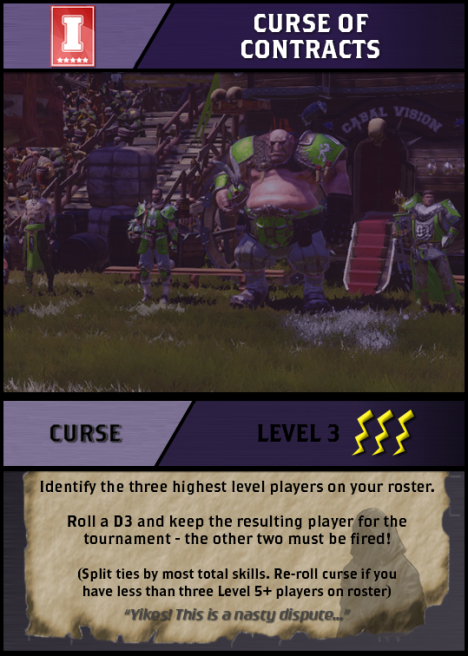 I
CURSE OF
CONTRACTS
CABAL VISION
CURSE
LEVEL 3
Identify the three highest level players on your roster.
Roll a D3 and keep the resulting player for the
tournament - the other two must be fired!
(Split ties by most total skills. Re-roll curse if you
have less than three Level 5+ players on roster)
"Yikes! This is a nasty dispute..."